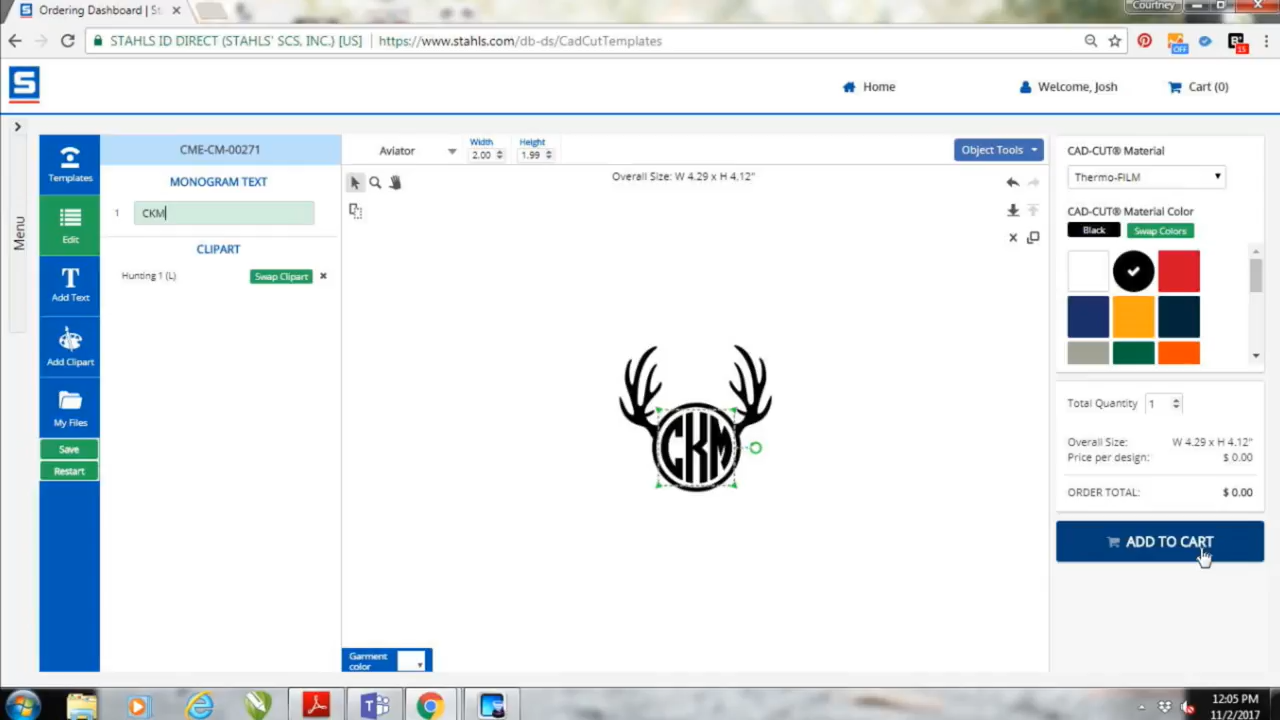 Courtney
Ordering Dashboard | St
STAHLS ID DIRECT (STAHLS' SCS, INC.) [US] https://www.stahls.com/db-ds/CadCutTemplates
OFF
15
S
Home
Welcome, Josh
Cart (0)
Menu
Templates
Edit
Add Text
Add Clipart
My Files
Save
Restart
CME-CM-00271
MONOGRAM TEXT
1 CKM
CLIPART
Hunting 1 (L) Swap Clipart
Aviator
Width
2.00
Height
1.99
Object Tools
Overall Size: W 4.29 x H 4.12"
CKM
Garment
color
CAD-CUT® Material
Thermo-FILM
CAD-CUT® Material Color
Black Swap Colors
Total Quantity 1
Overall Size: W 4.29 x H 4.12"
Price per design: $ 0.00
ORDER TOTAL: $ 0.00
ADD TO CART
12:05 PM
11/2/2017